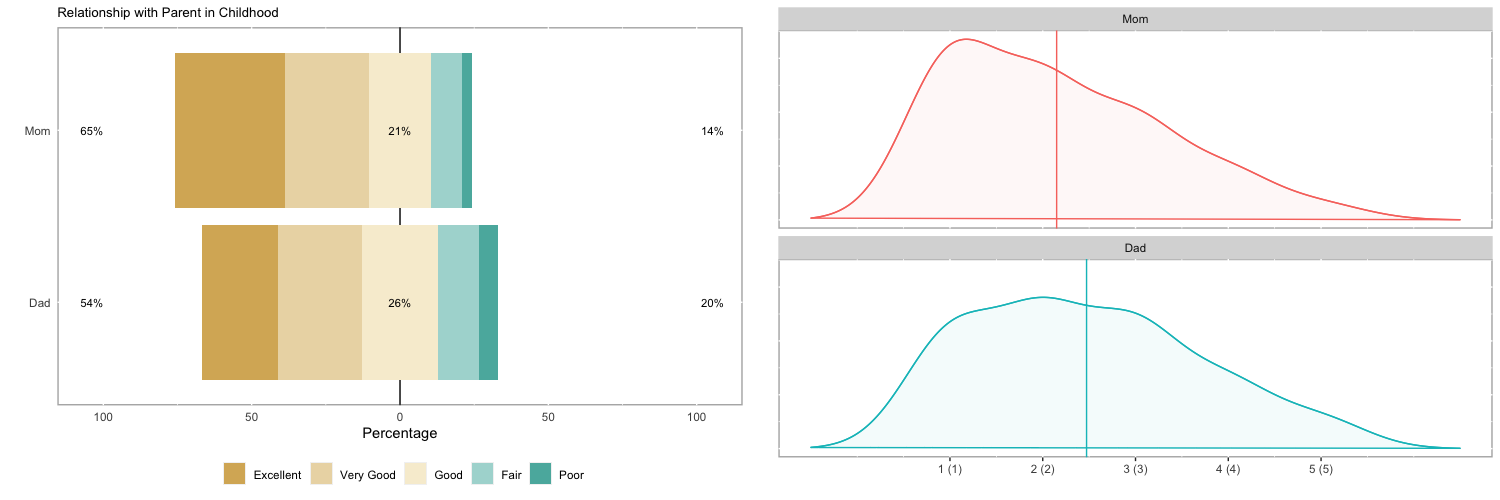 Relationship with Parent in Childhood
Mom 65% 21% 14%
Dad 54% 26% 20%
100 50 0 50 100
Percentage
Excellent Very Good Good Fair Poor
Mom
Dad
1 (1) 2 (2) 3 (3) 4 (4) 5 (5)